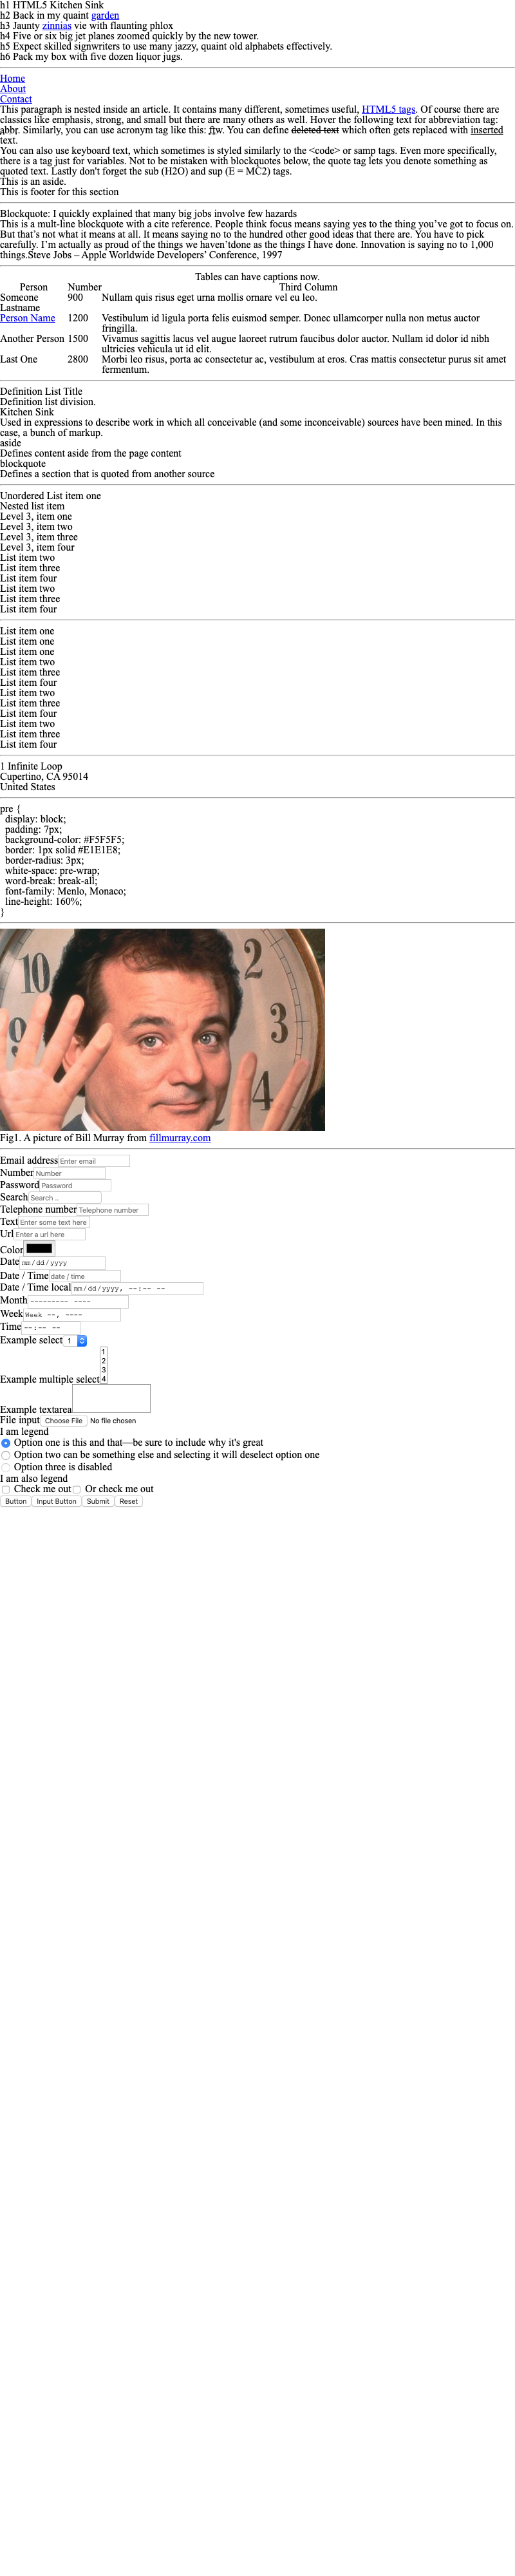 h1 HTML5 Kitchen Sink
h2 Back in my quaint garden
h3 Jaunty zinnias vie with flaunting phlox
h4 Five or six big jet planes zoomed quickly by the new tower.
h5 Expect skilled signwriters to use many jazzy, quaint old alphabets effectively.
h6 Pack my box with five dozen liquor jugs.
Home
About
Contact
This paragraph is nested inside an article. It contains many different, sometimes useful, HTML5 tags. Of course there are
classics like emphasis, strong, and small but there are many others as well. Hover the following text for abbreviation tag:
abbr. Similarly, you can use acronym tag like this: ftw. You can define deleted text which often gets replaced with inserted
text.
You can also use keyboard text, which sometimes is styled similarly to the <code> or samp tags. Even more specifically,
there is a tag just for variables. Not to be mistaken with blockquotes below, the quote tag lets you denote something as
quoted text. Lastly don't forget the sub (H2O) and sup (E = MC2) tags.
This is an aside.
This is footer for this section
Blockquote: I quickly explained that many big jobs involve few hazards
This is a mult-line blockquote with a cite reference. People think focus means saying yes to the thing you’ve got to focus on.
But that’s not what it means at all. It means saying no to the hundred other good ideas that there are. You have to pick
carefully. I’m actually as proud of the things we haven’tdone as the things I have done. Innovation is saying no to 1,000
things.Steve Jobs – Apple Worldwide Developers’ Conference, 1997
Tables can have captions now.
Person Number Third Column
Someone 900 Nullam quis risus eget urna mollis ornare vel eu leo.
Lastname
Person Name 1200 Vestibulum id ligula porta felis euismod semper. Donec ullamcorper nulla non metus auctor
fringilla.
Another Person 1500 Vivamus sagittis lacus vel augue laoreet rutrum faucibus dolor auctor. Nullam id dolor id nibh
ultricies vehicula ut id elit.
Last One 2800 Morbi leo risus, porta ac consectetur ac, vestibulum at eros. Cras mattis consectetur purus sit amet
fermentum.
Definition List Title
Definition list division.
Kitchen Sink
Used in expressions to describe work in which all conceivable (and some inconceivable) sources have been mined. In this
case, a bunch of markup.
aside
Defines content aside from the page content
blockquote
Defines a section that is quoted from another source
Unordered List item one
Nested list item
Level 3, item one
Level 3, item two
Level 3, item three
Level 3, item four
List item two
List item three
List item four
List item two
List item three
List item four
List item one
List item one
List item one
List item two
List item three
List item four
List item two
List item three
List item four
List item two
List item three
List item four
1 Infinite Loop
Cupertino, CA 95014
United States
pre {
display: block;
padding: 7px;
background-color: #F5F5F5;
border: 1px solid #E1E1E8;
border-radius: 3px;
white-space: pre-wrap;
word-break: break-all;
font-family: Menlo, Monaco;
line-height: 160%;
}
10 2 3 4
Fig1. A picture of Bill Murray from fillmurray.com
Email address Enter email
Number Number
Password Password
Search Search ..
Telephone number Telephone number
Text Enter some text here
Url Enter a url here
Color
Date mm/dd/yyyy
Date / Time date / time
Date / Time local mm/dd/yyyy, --:-- --
Month --------- ----
Week Week --, ----
Time --:-- --
Example select 1
1
2
3
Example multiple select 4
Example textarea
File input Choose File No file chosen
I am legend
Option one is this and that—be sure to include why it's great
Option two can be something else and selecting it will deselect option one
Option three is disabled
I am also legend
Check me out Or check me out
Button Input Button Submit Reset